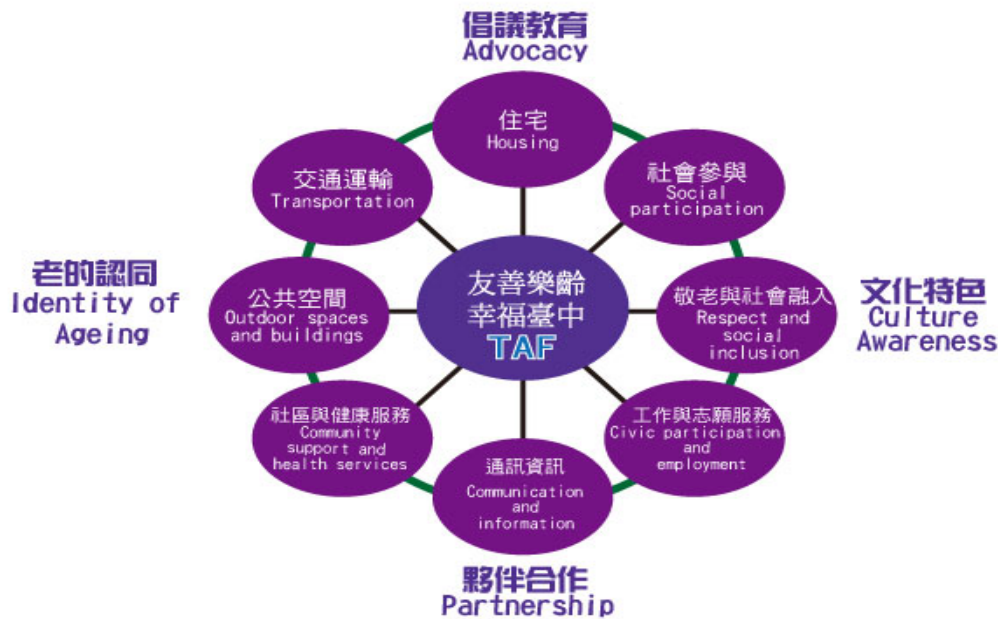 倡議教育
Advocacy
住宅
Housing
交通運輸
Transportation
社會參與
Social
participation
老的認同
Identity of
Ageing
公共空間
Outdoor spaces
and buildings
友善樂齡
幸福臺中
TAF
敬老與社會融入
Respect and
social
inclusion
文化特色
Culture
Awareness
社區與健康服務
Community
support and
health services
通訊資訊
Communication
and
information
工作與志願服務
Civic participation
and
employment
夥伴合作
Partnership